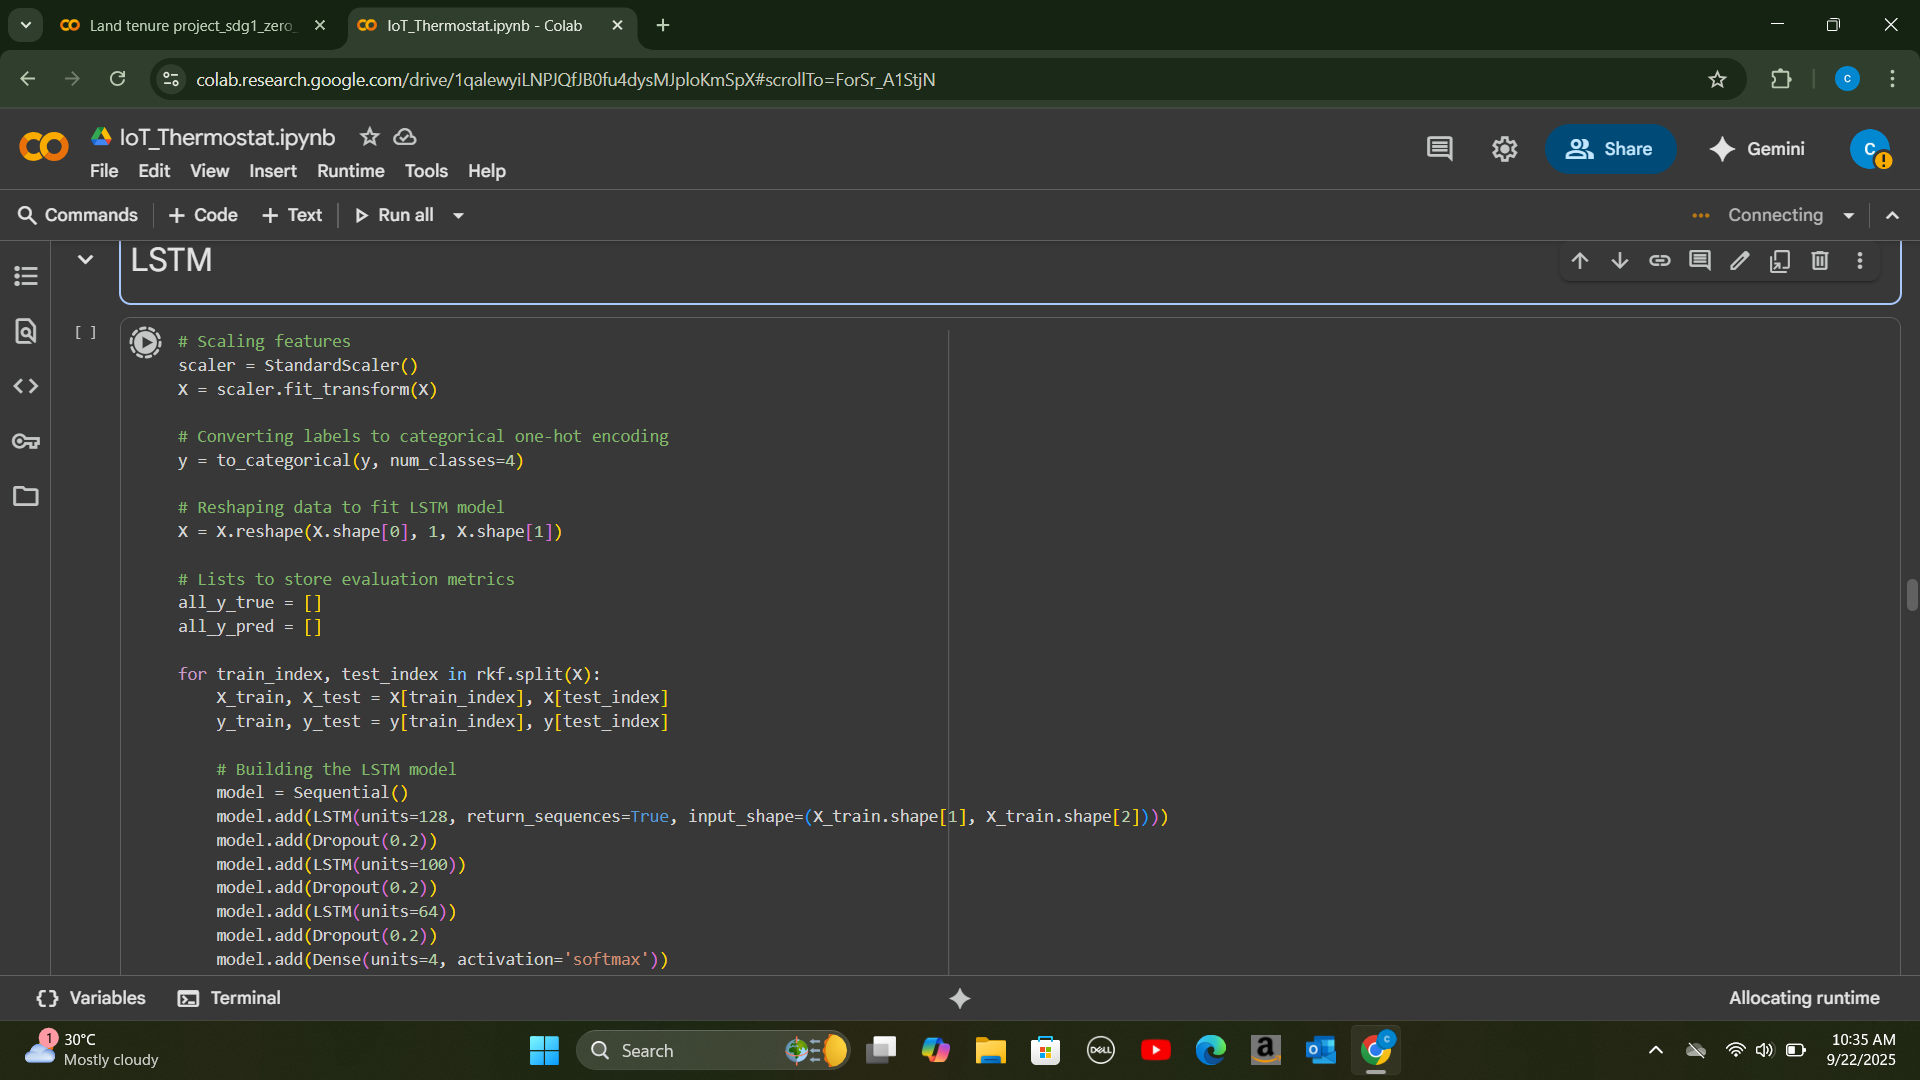 Land tenure project_sdg1_zero_
IoT_Thermostat.ipynb - Colab
colab.research.google.com/drive/1qalewyiLNPJQfJB0fu4dysMJploKmSpX#scrollTo=ForSr_A1StjN
C
IoT_Thermostat.ipynb
File Edit View Insert Runtime Tools Help
Share
Gemini
C
Commands + Code + Text Run all
Connecting
LSTM
[ ]
# Scaling features
scaler = StandardScaler()
X = scaler.fit_transform(X)
# Converting labels to categorical one-hot encoding
y = to_categorical(y, num_classes=4)
# Reshaping data to fit LSTM model
X = X.reshape(X.shape[0], 1, X.shape[1])
# Lists to store evaluation metrics
all_y_true = []
all_y_pred = []
for train_index, test_index in rkf.split(X):
    X_train, X_test = X[train_index], X[test_index]
    y_train, y_test = y[train_index], y[test_index]
    # Building the LSTM model
    model = Sequential()
    model.add(LSTM(units=128, return_sequences=True, input_shape=(X_train.shape[1], X_train.shape[2])))
    model.add(Dropout(0.2))
    model.add(LSTM(units=100))
    model.add(Dropout(0.2))
    model.add(LSTM(units=64))
    model.add(Dropout(0.2))
    model.add(Dense(units=4, activation='softmax'))
{} Variables Terminal
Allocating runtime
1
30°C
Mostly cloudy
Search
DELL
a
C
10:35 AM
9/22/2025